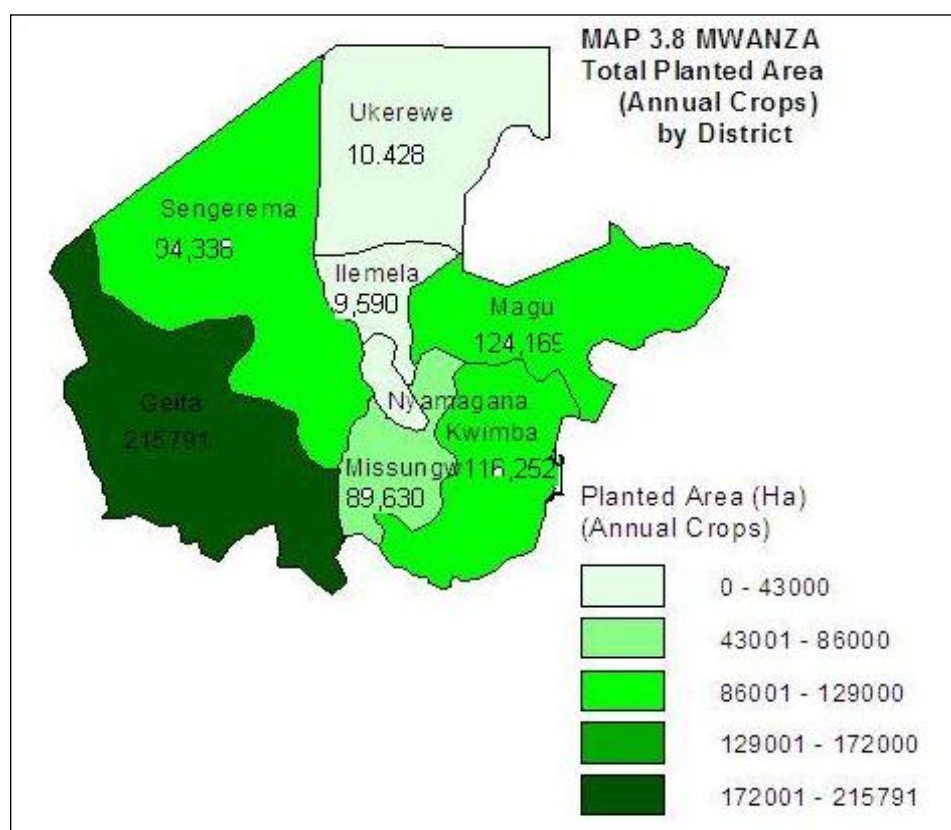 MAP 3.8 MWANZA
Total Planted Area
(Annual Crops)
by District
Ukerewe
10.428
Sengerema
94,338
Ilemela
9,590
Magu
124,169
Geita
215791
Nyamagana
Kwimba
116,252
Missungw
89,630
Planted Area (Ha)
(Annual Crops)
0 - 43000
43001 - 86000
86001 - 129000
129001 - 172000
172001 - 215791